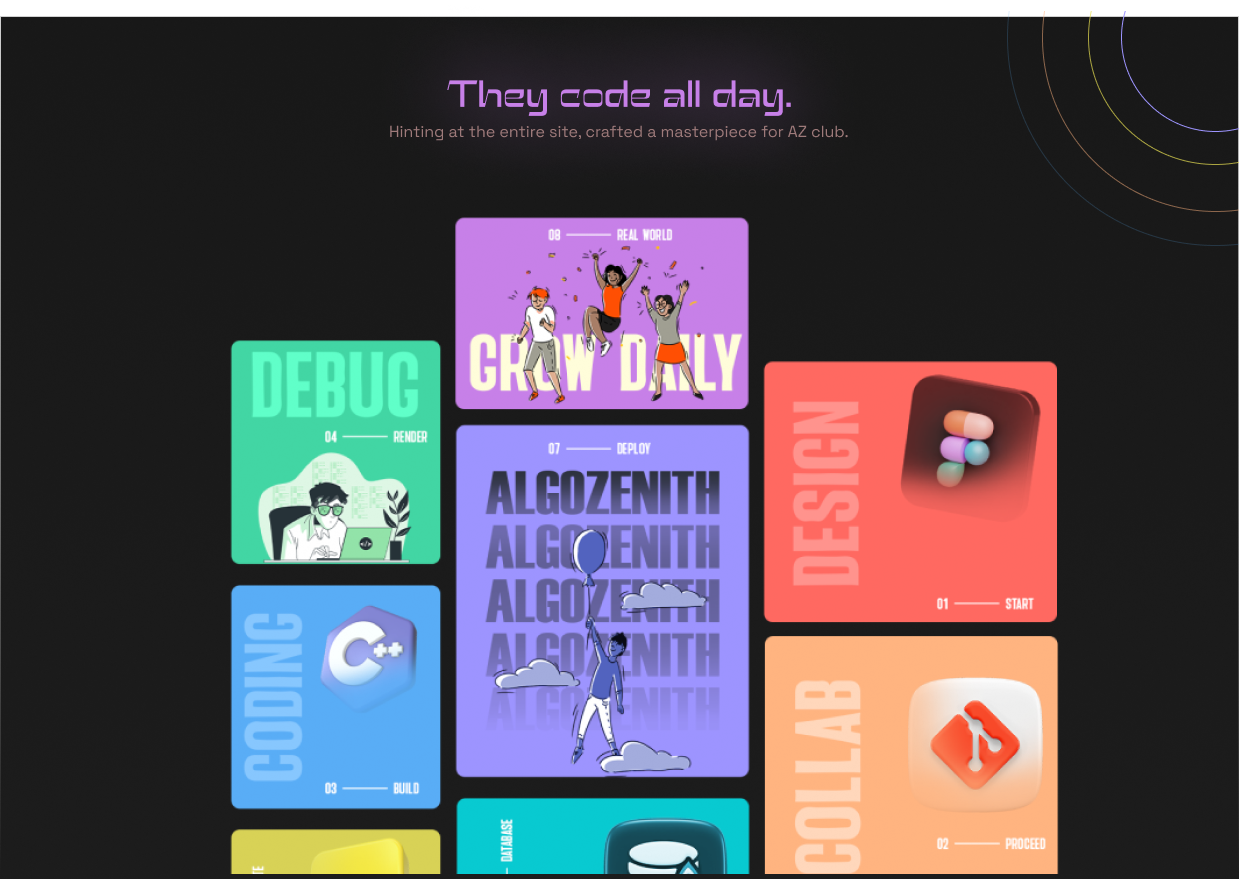 They code all day.
Hinting at the entire site, crafted a masterpiece for AZ club.
08 REAL WORLD
GROW DAILY
DEBUG
04 RENDER
07 DEPLOY
ALGOZENITH
ALGOZENITH
ALGOZENITH
ALGOZENITH
ALGOZENITH
DESIGN
01 START
CODING
C++
03 BUILD
COLLAB
02 PROCEED
DATABASE